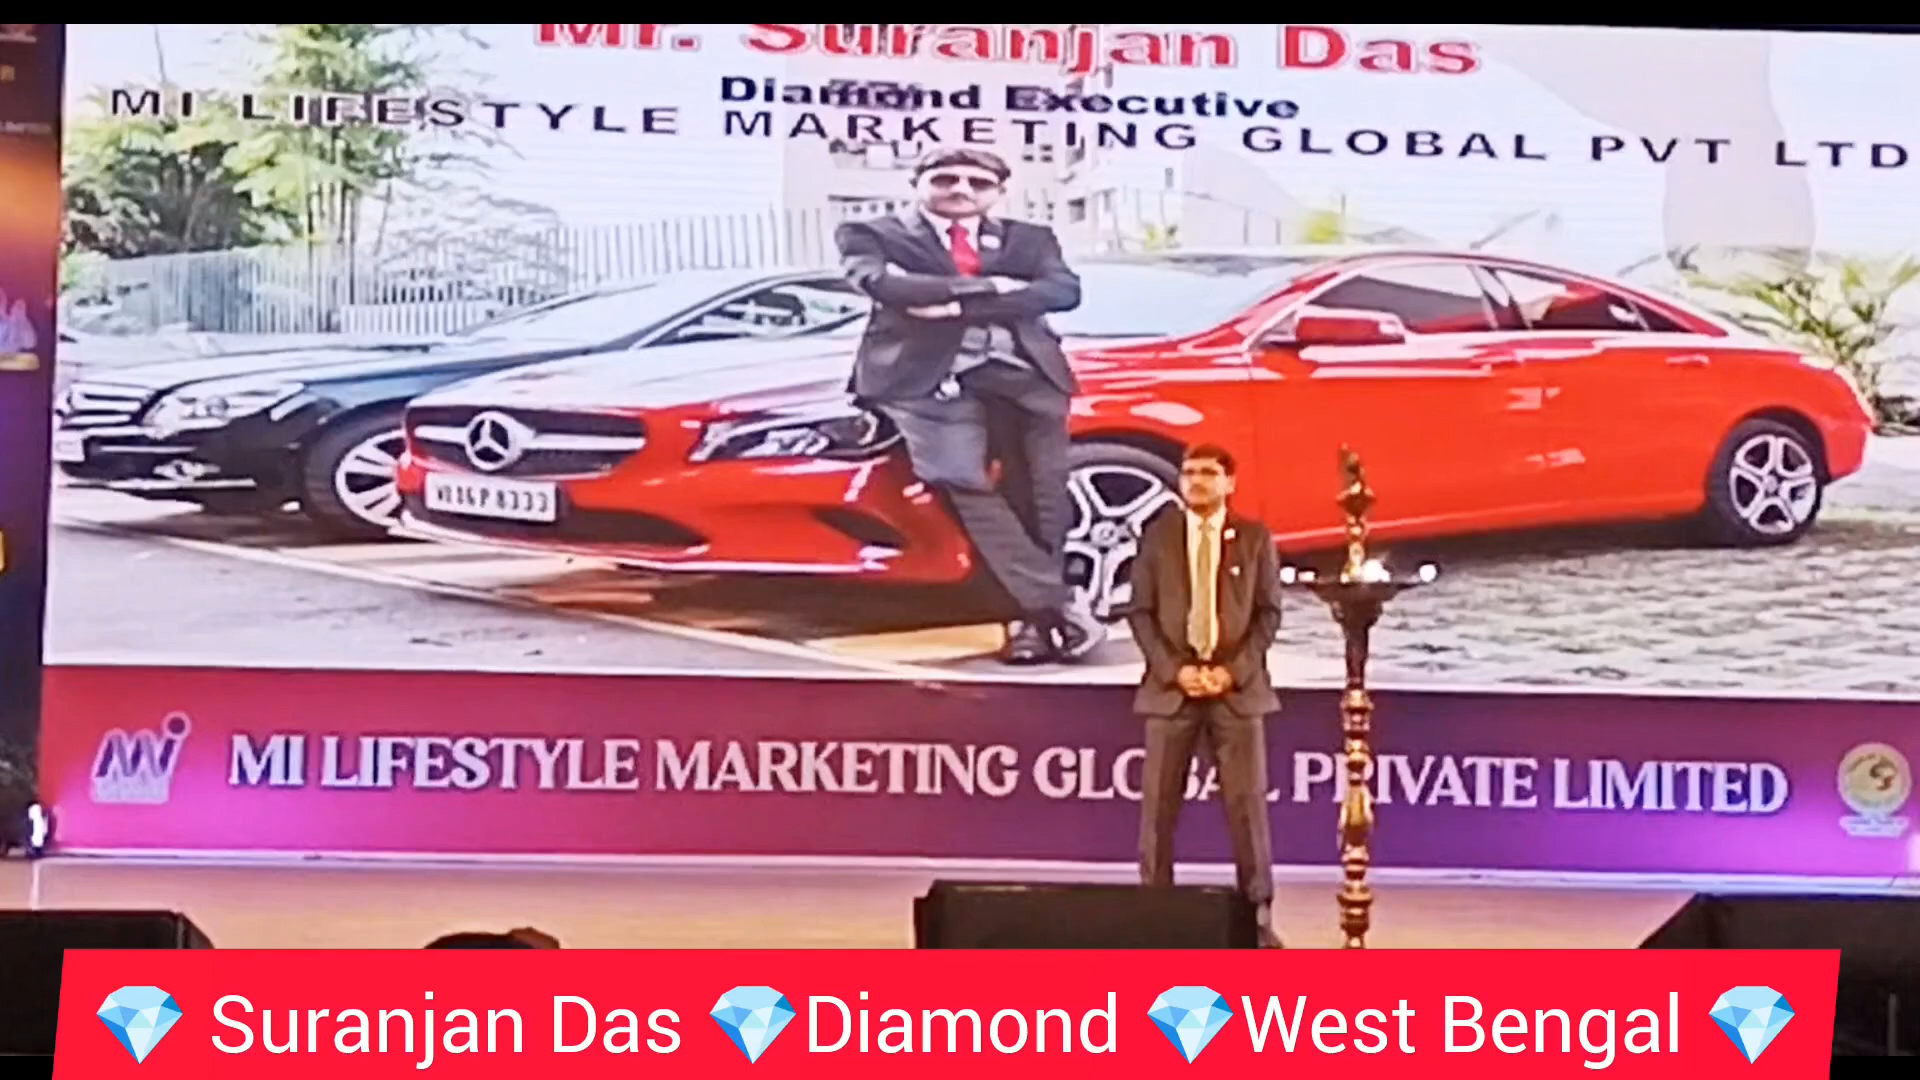 Mr. Suranjan Das
Diamond Executive
MI LIFESTYLE MARKETING GLOBAL PVT LTD
MI LIFESTYLE MARKETING GLOBAL PRIVATE LIMITED
💎 Suranjan Das 💎Diamond 💎West Bengal 💎